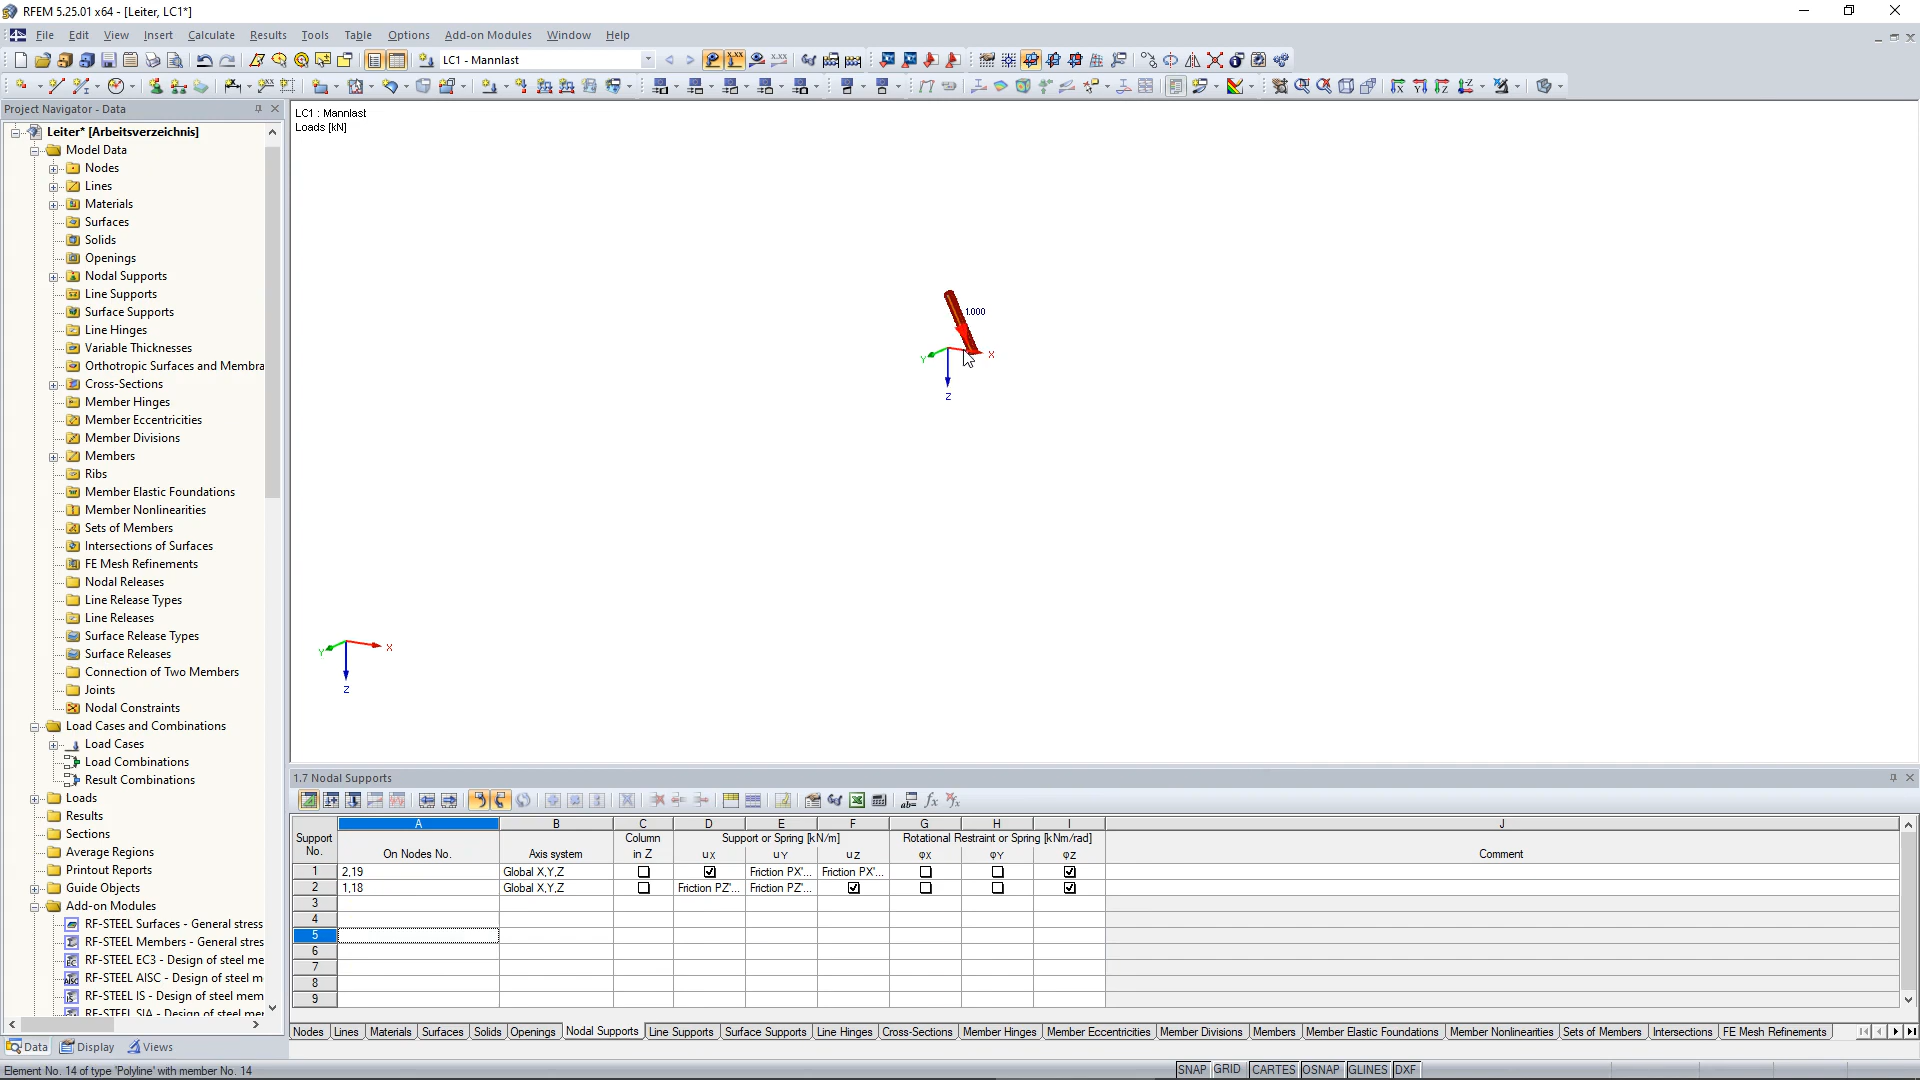 RFEM 5.25.01 x64 - [Leiter, LC1*]
File Edit View Insert Calculate Results Tools Table Options Add-on Modules Window Help
LC1 - Mannlast
Project Navigator - Data
Leiter* [Arbeitsverzeichnis]
Model Data
Nodes
Lines
Materials
Surfaces
Solids
Openings
Nodal Supports
Line Supports
Surface Supports
Line Hinges
Variable Thicknesses
Orthotropic Surfaces and Membra
Cross-Sections
Member Hinges
Member Eccentricities
Member Divisions
Members
Ribs
Member Elastic Foundations
Member Nonlinearities
Sets of Members
Intersections of Surfaces
FE Mesh Refinements
Nodal Releases
Line Release Types
Line Releases
Surface Release Types
Surface Releases
Connection of Two Members
Joints
Nodal Constraints
Load Cases and Combinations
Load Cases
Load Combinations
Result Combinations
Loads
Results
Sections
Average Regions
Printout Reports
Guide Objects
Add-on Modules
RF-STEEL Surfaces - General stress
RF-STEEL Members - General stres
RF-STEEL EC3 - Design of steel me
RF-STEEL AISC - Design of steel m
RF-STEEL IS - Design of steel mem
RF-STEEL SIA - Design of steel mer
Data Display Views
LC1 : Mannlast
Loads [kN]
1.000
Y X
Z
Y X
Z
1.7 Nodal Supports
A B C D E F G H I J
Support Column Support or Spring [kN/m] Rotational Restraint or Spring [kNm/rad]
No. On Nodes No. Axis system in Z uX uY uZ φX φY φZ Comment
1 2,19 Global X,Y,Z Friction PX'... Friction PX'...
2 1,18 Global X,Y,Z Friction PZ'... Friction PZ'...
3
4
5
6
7
8
9
Nodes Lines Materials Surfaces Solids Openings Nodal Supports Line Supports Surface Supports Line Hinges Cross-Sections Member Hinges Member Eccentricities Member Divisions Members Member Elastic Foundations Member Nonlinearities Sets of Members Intersections FE Mesh Refinements
Element No. 14 of type 'Polyline' with member No. 14
SNAP GRID CARTES OSNAP GLINES DXF